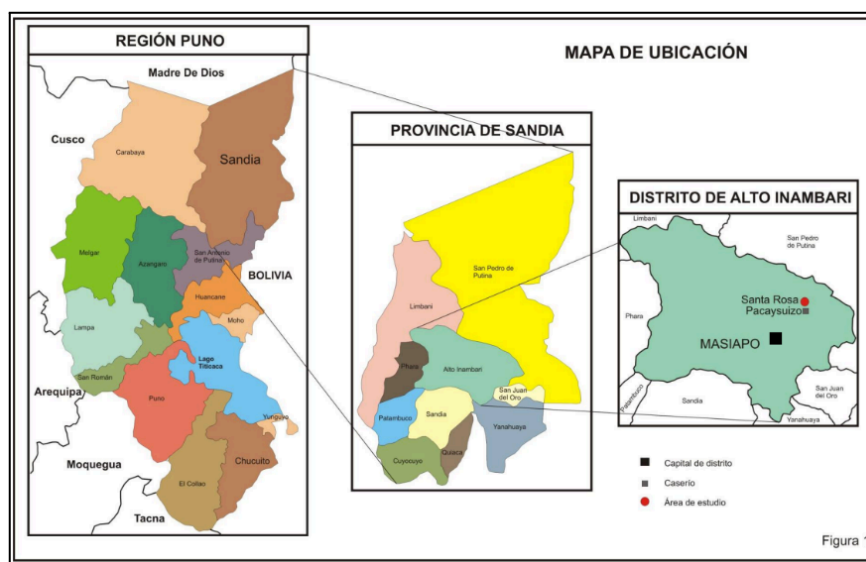 REGIÓN PUNO
Madre De Dios
Cusco
Carabaya
Sandia
Melgar
Azangaro
San Antonio
de Putina
BOLIVIA
Huancane
Moho
Lampa
Lago
Titicaca
San Román
Arequipa
Puno
Yunguyo
Moquegua
El Collao
Chucuito
Tacna
MAPA DE UBICACIÓN
PROVINCIA DE SANDIA
San Pedro de
Putina
Limbani
Phara
Alto Inambari
San Juan
del Oro
Patambuco
Sandia
Yanahuaya
Cuyocuyo
Quiaca
DISTRITO DE ALTO INAMBARI
Limbani
San Pedro
de Putina
Phara
Santa Rosa
Pacaysuizo
MASIAPO
Patambuco
Sandia
San Juan
del Oro
Yanahuaya
Capital de distrito
Caserío
Área de estudio
Figura 1